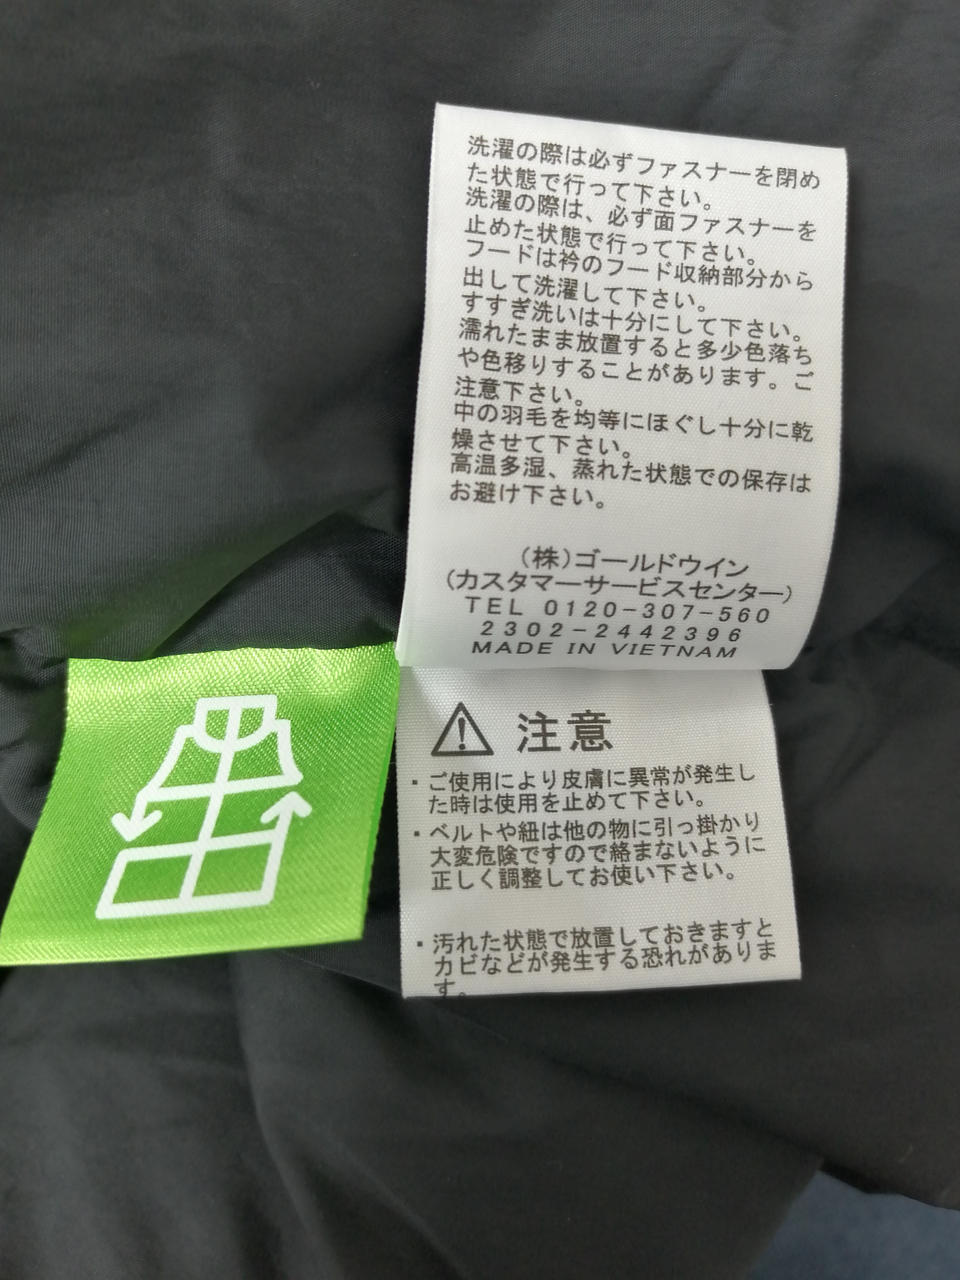 洗濯の際は必ずファスナーを閉め
た状態で行って下さい。
洗濯の際は、必ず面ファスナーを
止めた状態で行って下さい。
フードは衿のフード収納部分から
出して洗濯して下さい。
すすぎ洗いは十分にして下さい。
濡れたまま放置すると多少色落ち
や色移りすることがあります。ご
注意下さい。
中の羽毛を均等にほぐし十分に乾
燥させて下さい。
高温多湿、蒸れた状態での保存は
お避け下さい。
(株)ゴールドウイン
(カスタマーサービスセンター)
TEL 0120-307-560
2302-2442396
MADE IN VIETNAM
注意
・ご使用により皮膚に異常が発生し
た時は使用を止めて下さい。
・ベルトや紐は他の物に引っ掛かり
大変危険ですので絡まないように
正しく調整してお使い下さい。
・汚れた状態で放置しておきますと
カビなどが発生する恐れがありま
す。